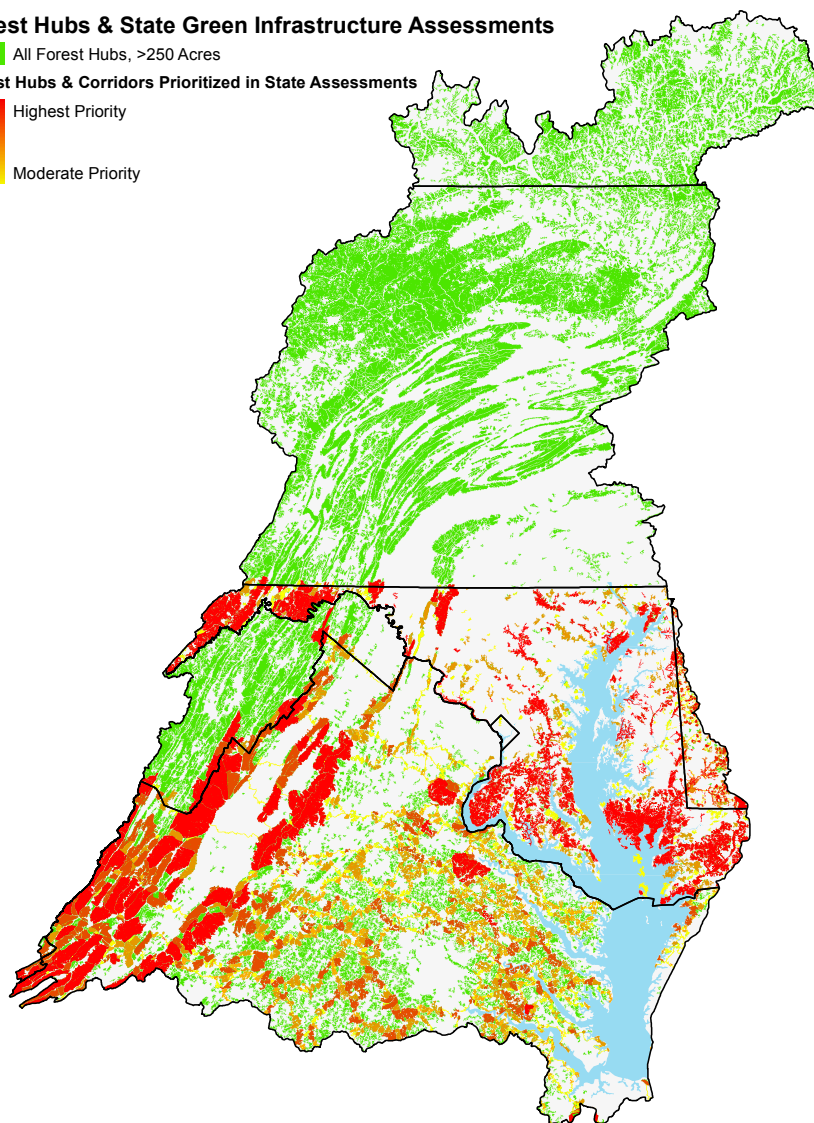 est Hubs & State Green Infrastructure Assessments
All Forest Hubs, >250 Acres
st Hubs & Corridors Prioritized in State Assessments
Highest Priority
Moderate Priority